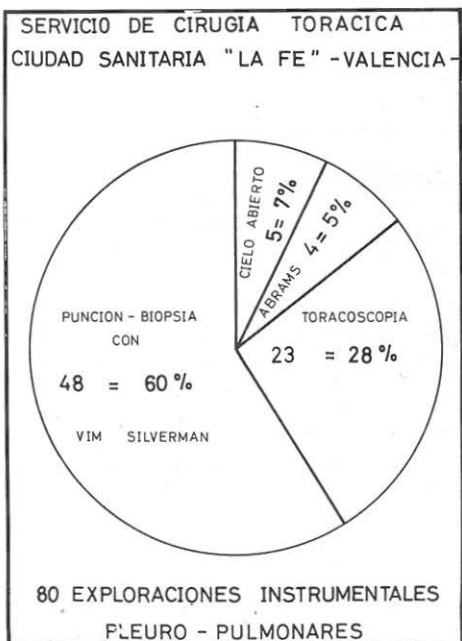 SERVICIO DE CIRUGIA TORACICA
CIUDAD SANITARIA "LA FE" -VALENCIA-
CIELO ABIERTO
5 = 7%
ABRAMS 4 = 5%
PUNCION - BIOPSIA
CON
48 = 60 %
VIM SILVERMAN
TORACOSCOPIA
23 = 28 %
80 EXPLORACIONES INSTRUMENTALES
PLEURO - PULMONARES